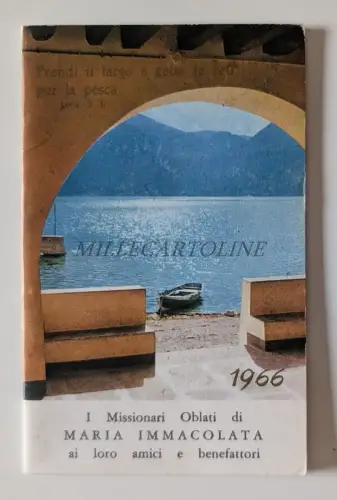 Prendi il largo e getta le reti
per la pesca
MILLECARTOLINE
1966
I Missionari Oblati di
MARIA IMMACOLATA
ai loro amici e benefattori